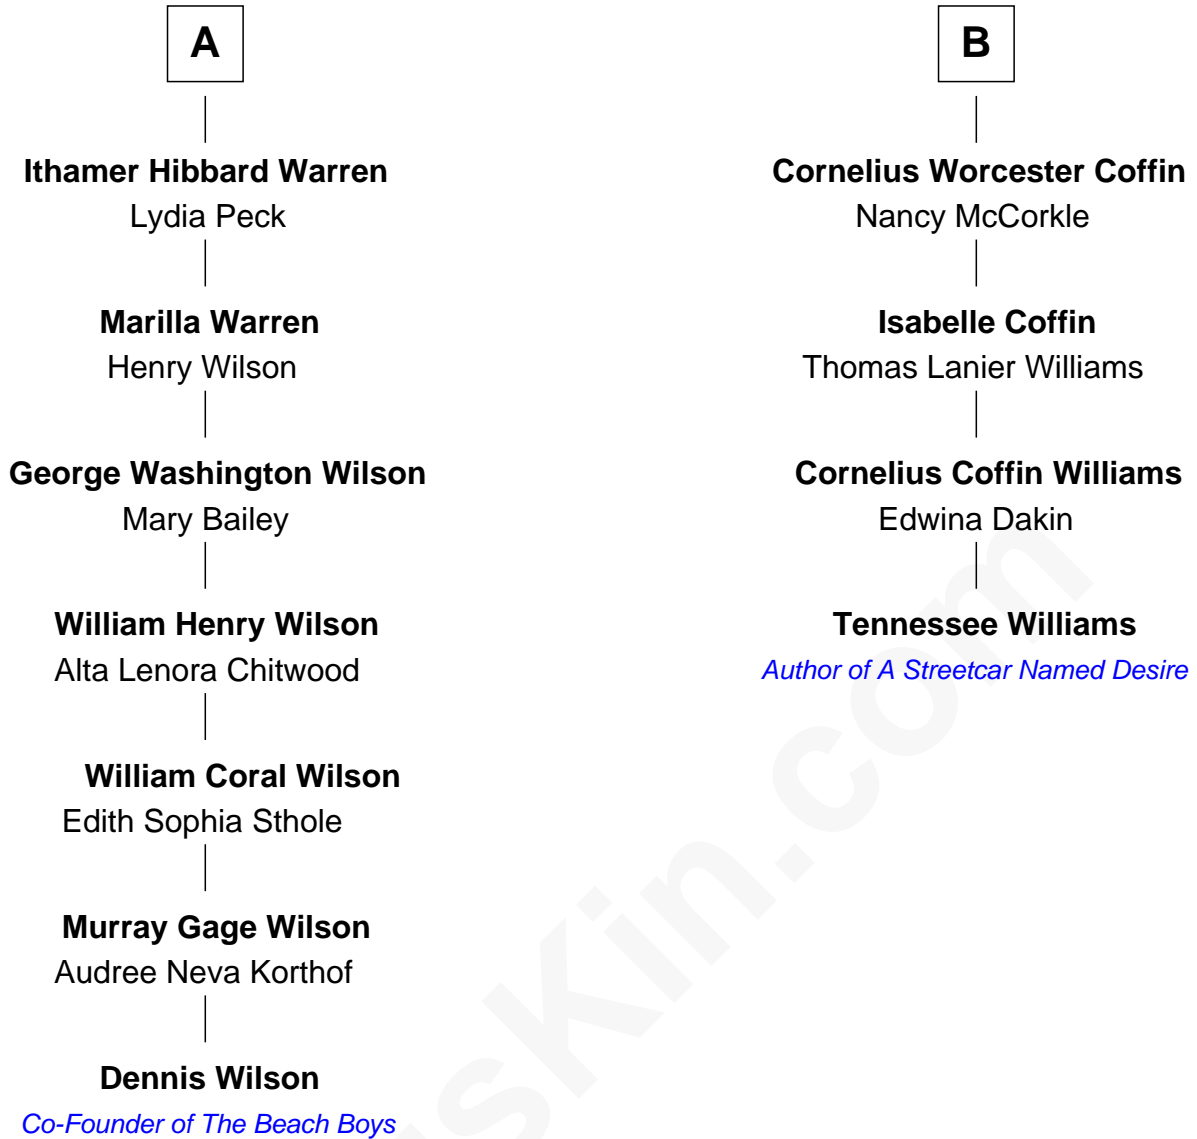 A
Ithamer Hibbard Warren
Lydia Peck
Marilla Warren
Henry Wilson
George Washington Wilson
Mary Bailey
William Henry Wilson
Alta Lenora Chitwood
William Coral Wilson
Edith Sophia Sthole
Murray Gage Wilson
Audree Neva Korthof
Dennis Wilson
Co-Founder of The Beach Boys
B
Cornelius Worcester Coffin
Nancy McCorkle
Isabelle Coffin
Thomas Lanier Williams
Cornelius Coffin Williams
Edwina Dakin
Tennessee Williams
Author of A Streetcar Named Desire